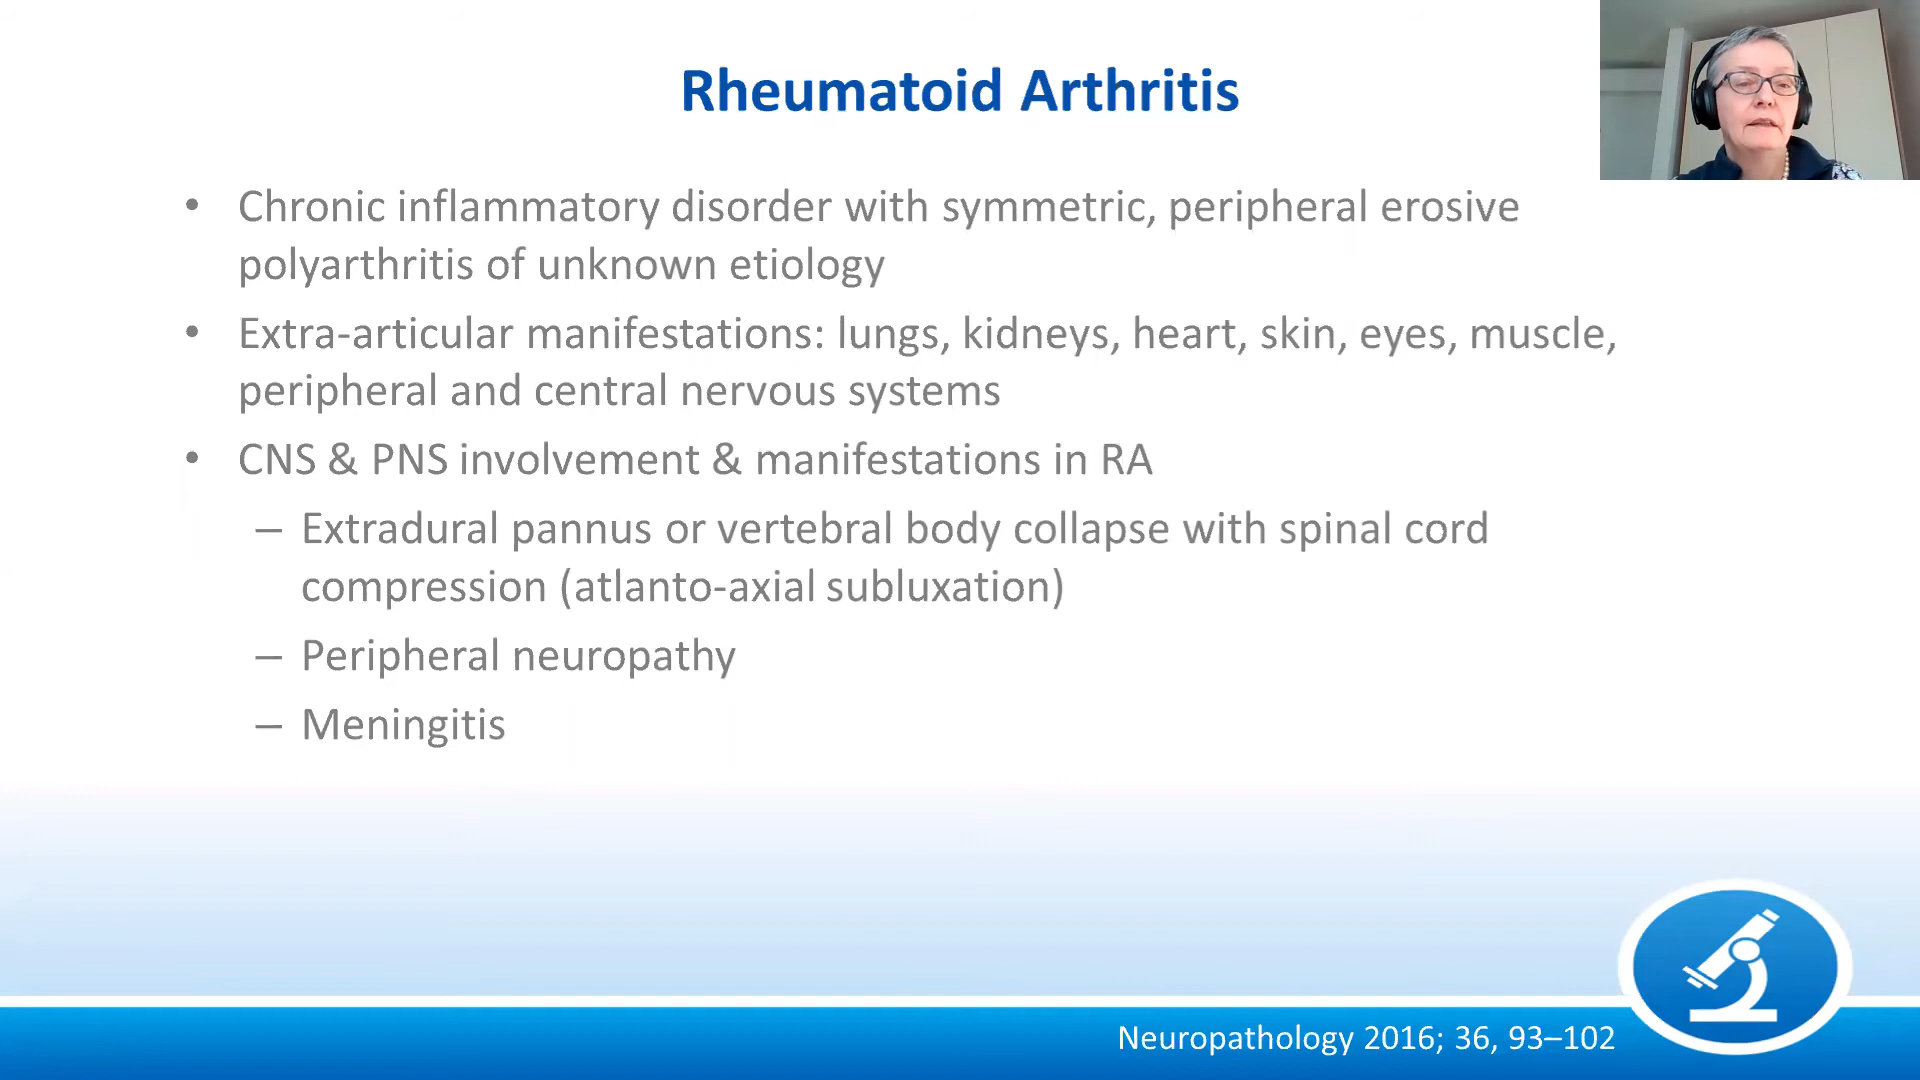 Rheumatoid Arthritis
• Chronic inflammatory disorder with symmetric, peripheral erosive
polyarthritis of unknown etiology
• Extra-articular manifestations: lungs, kidneys, heart, skin, eyes, muscle,
peripheral and central nervous systems
• CNS & PNS involvement & manifestations in RA
– Extradural pannus or vertebral body collapse with spinal cord
compression (atlanto-axial subluxation)
– Peripheral neuropathy
– Meningitis
Neuropathology 2016; 36, 93–102